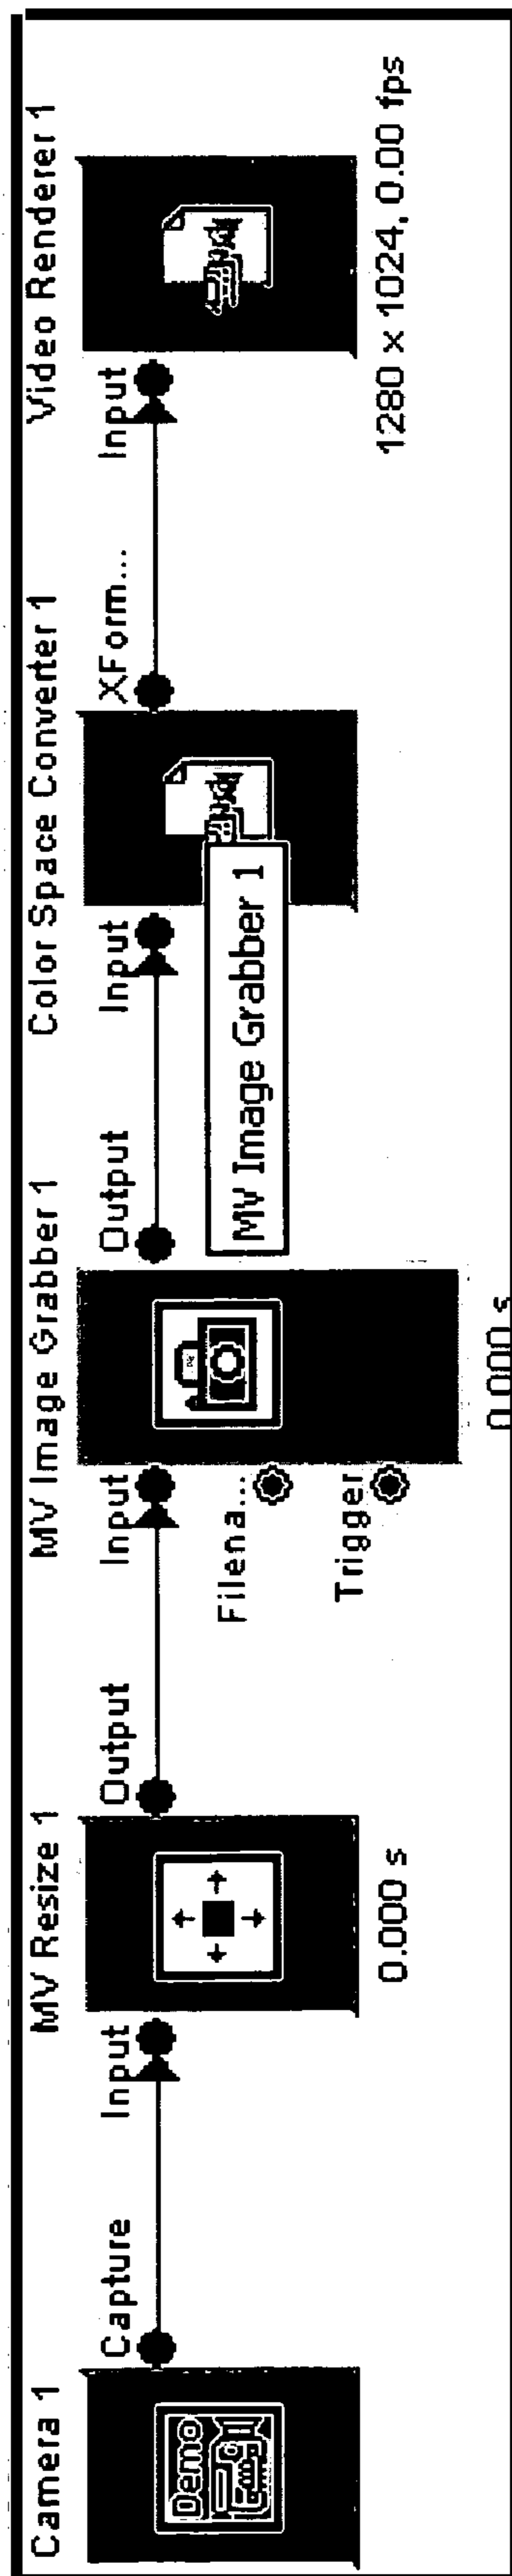 Camera 1
MV Resize 1
MV Image Grabber 1
Color Space Converter 1
Video Renderer 1
Capture
Input
Output
Input
Output
Input
XForm...
Input
Demo
Filena...
MV Image Grabber 1
Trigger
0.000 s
1280 x 1024, 0.00 fps
0.000 s